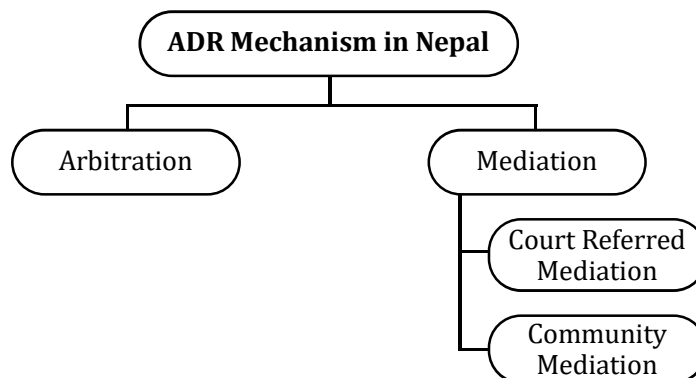 ADR Mechanism in Nepal
Arbitration
Mediation
Court Referred
Mediation
Community
Mediation